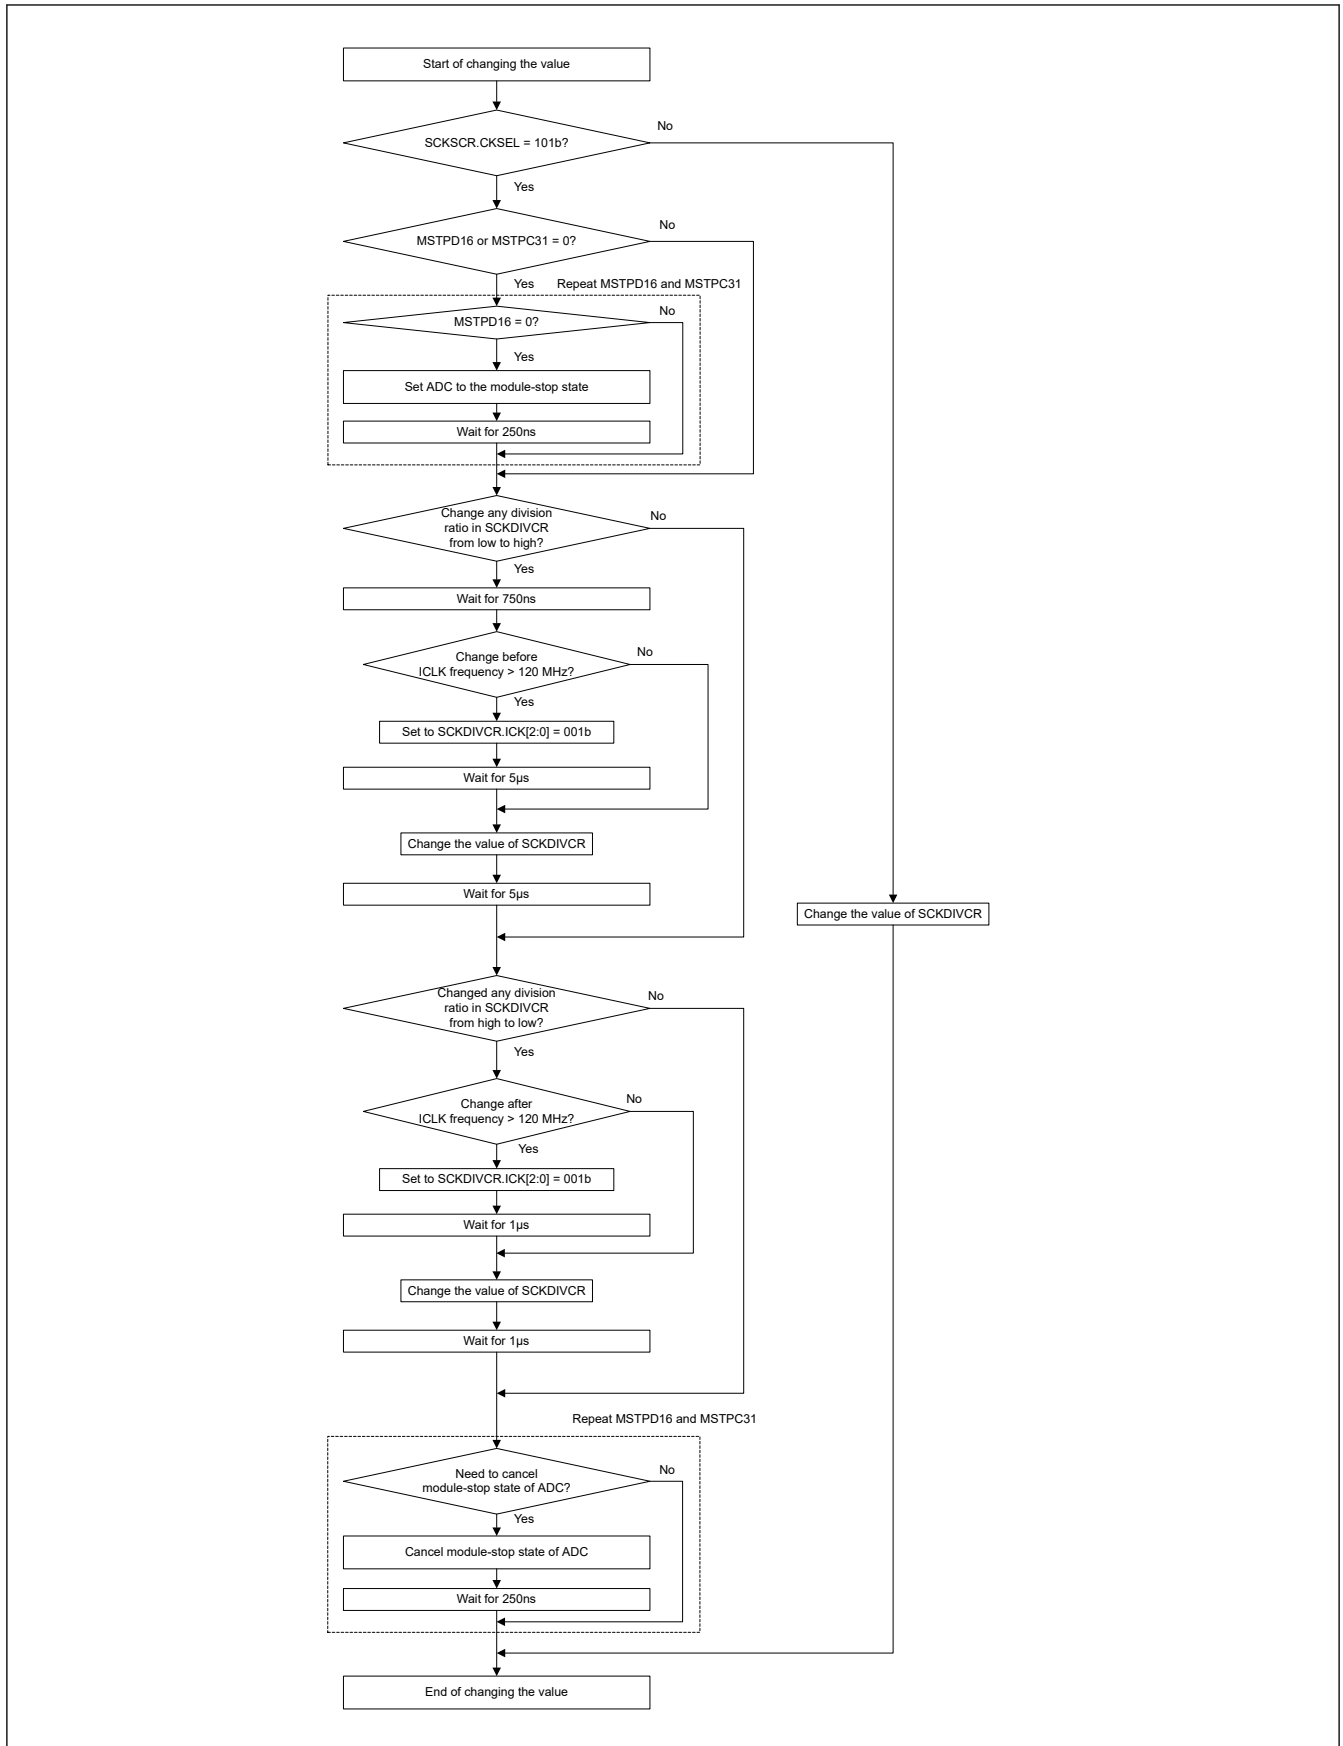 Start of changing the value
SCKSCR.CKSEL = 101b?
No
Yes
MSTPD16 or MSTPC31 = 0?
No
Yes
Repeat MSTPD16 and MSTPC31
MSTPD16 = 0?
No
Yes
Set ADC to the module-stop state
Wait for 250ns
Change any division
ratio in SCKDIVCR
from low to high?
No
Yes
Wait for 750ns
Change before
ICLK frequency > 120 MHz?
No
Yes
Set to SCKDIVCR.ICK[2:0] = 001b
Wait for 5µs
Change the value of SCKDIVCR
Wait for 5µs
Change the value of SCKDIVCR
Changed any division
ratio in SCKDIVCR
from high to low?
No
Yes
Change after
ICLK frequency > 120 MHz?
No
Yes
Set to SCKDIVCR.ICK[2:0] = 001b
Wait for 1µs
Change the value of SCKDIVCR
Wait for 1µs
Repeat MSTPD16 and MSTPC31
Need to cancel
module-stop state of ADC?
No
Yes
Cancel module-stop state of ADC
Wait for 250ns
End of changing the value